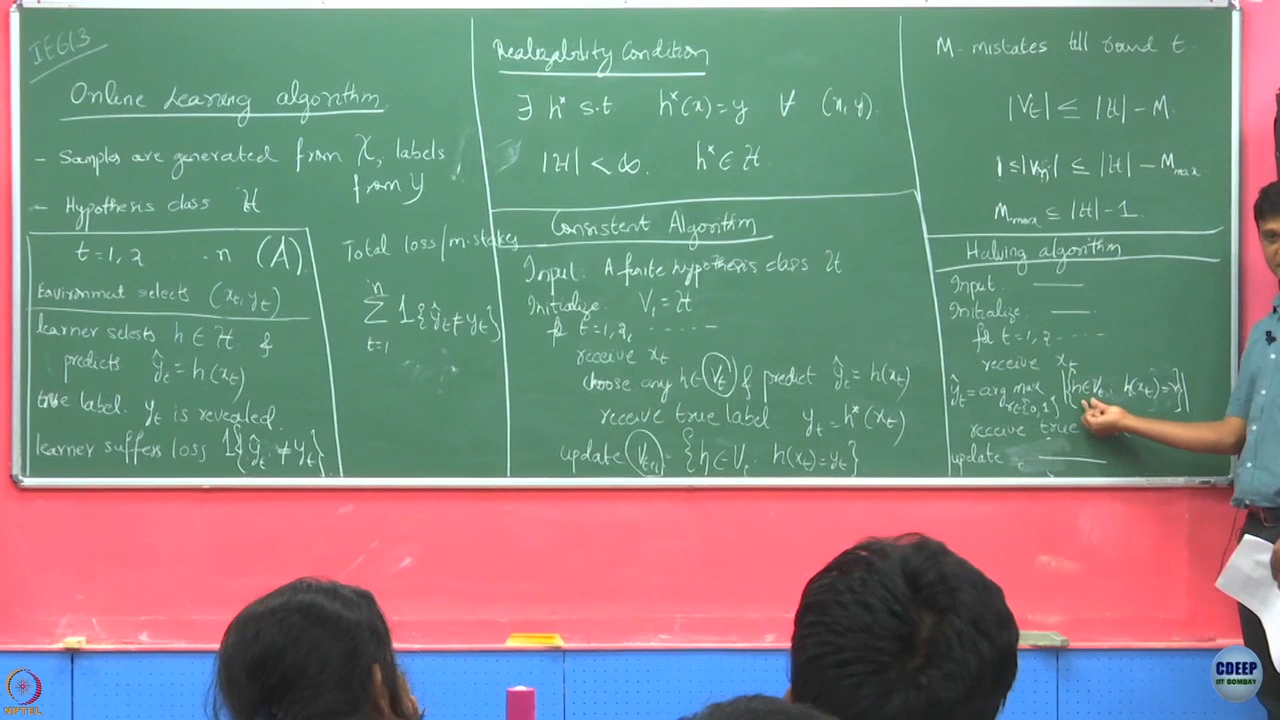 IE613
Online Learning algorithm
- Samples are generated from X, labels
from Y
- Hypothesis class H
t=1, 2 ..... n (A)
Environment selects (x_t, y_t)
learner selects h ∈ H &
predicts ŷ_t = h(x_t)
true label y_t is revealed.
learner suffers loss 1{ŷ_t ≠ y_t}
Total loss/mistakes
n
∑ 1{ŷ_t ≠ y_t}
t=1
Realizability Condition
∃ h* s.t. h*(x)=y ∀ (x, y).
|H| < ∞. h* ∈ H.
Consistent Algorithm
Input: A finite hypothesis class H
Initialize: V_1 = H
for t=1, 2, ......
receive x_t
choose any h ∈ V_t & predict ŷ_t = h(x_t)
receive true label y_t = h*(x_t)
update V_{t+1} = {h ∈ V_t : h(x_t)=y_t}
M- mistakes till round t.
|V_t| ≤ |H| - M.
≤ |H| - M_max.
M_max ≤ |H| - 1.
Halving algorithm
Input: ——
Initialize: ——
for t=1, 2 .....
receive x_t
ŷ_t = arg max |{h ∈ V_t : h(x_t)=r}|
r∈{0,1}
receive true
update ——
NPTEL
CDEEP
IIT BOMBAY